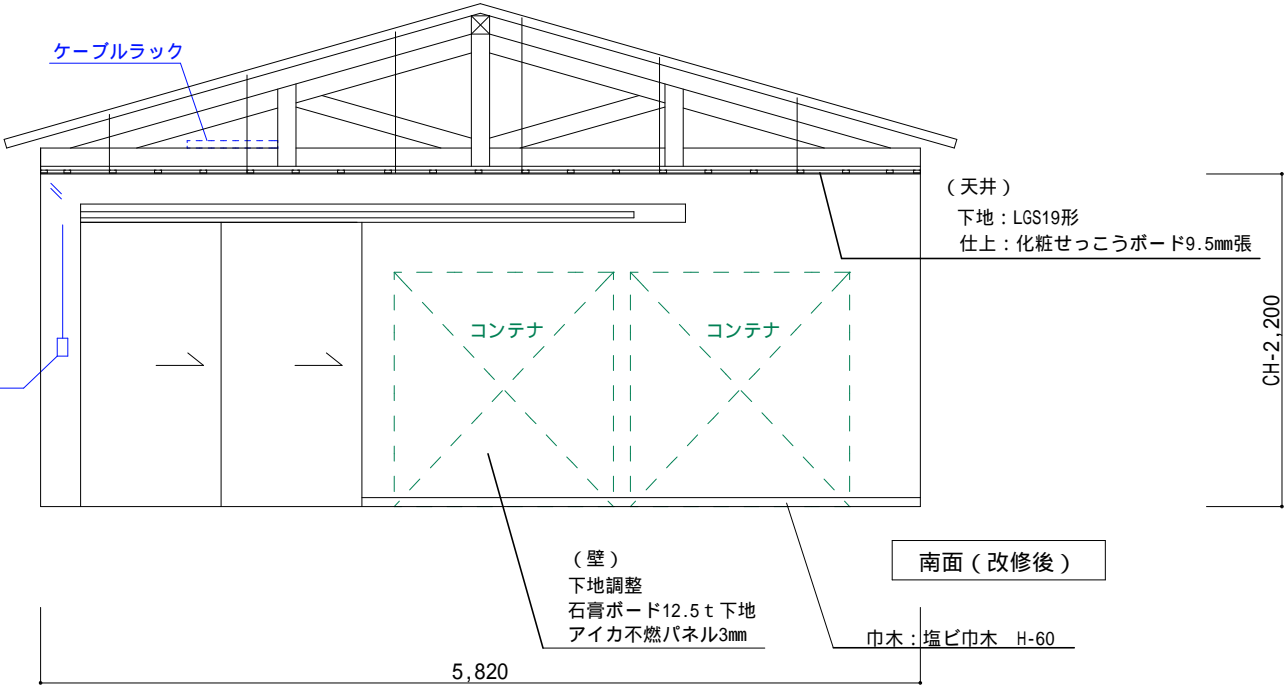 ケーブルラック
（天井）
下地：LGS19形
仕上：化粧せっこうボード9.5mm張
コンテナ
コンテナ
CH-2,200
（壁）
下地調整
石膏ボード12.5ｔ下地
アイカ不燃パネル3mm
南面（改修後）
巾木：塩ビ巾木　H-60
5,820